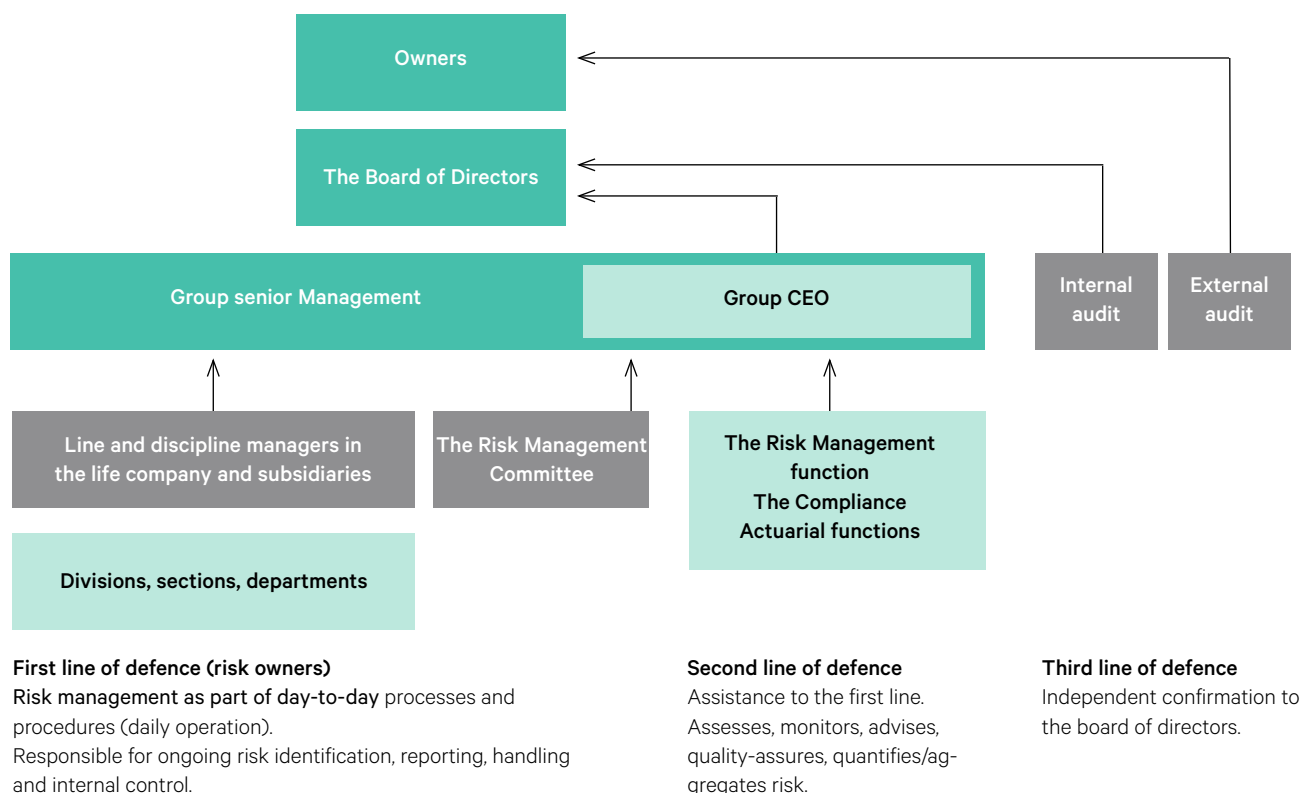 Owners
The Board of Directors
Group senior Management
Group CEO
Internal
audit
External
audit
Line and discipline managers in
the life company and subsidiaries
The Risk Management
Committee
The Risk Management
function
The Compliance
Actuarial functions
Divisions, sections, departments
First line of defence (risk owners)
Risk management as part of day-to-day processes and
procedures (daily operation).
Responsible for ongoing risk identification, reporting, handling
and internal control.
Second line of defence
Assistance to the first line.
Assesses, monitors, advises,
quality-assures, quantifies/ag-
gregates risk.
Third line of defence
Independent confirmation to
the board of directors.